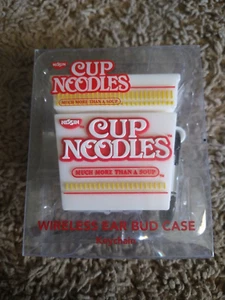 NISSIN
CUP
NOODLES
MUCH MORE THAN A SOUP
NISSIN
CUP
NOODLES
MUCH MORE THAN A SOUP
WIRELESS EAR BUD CASE